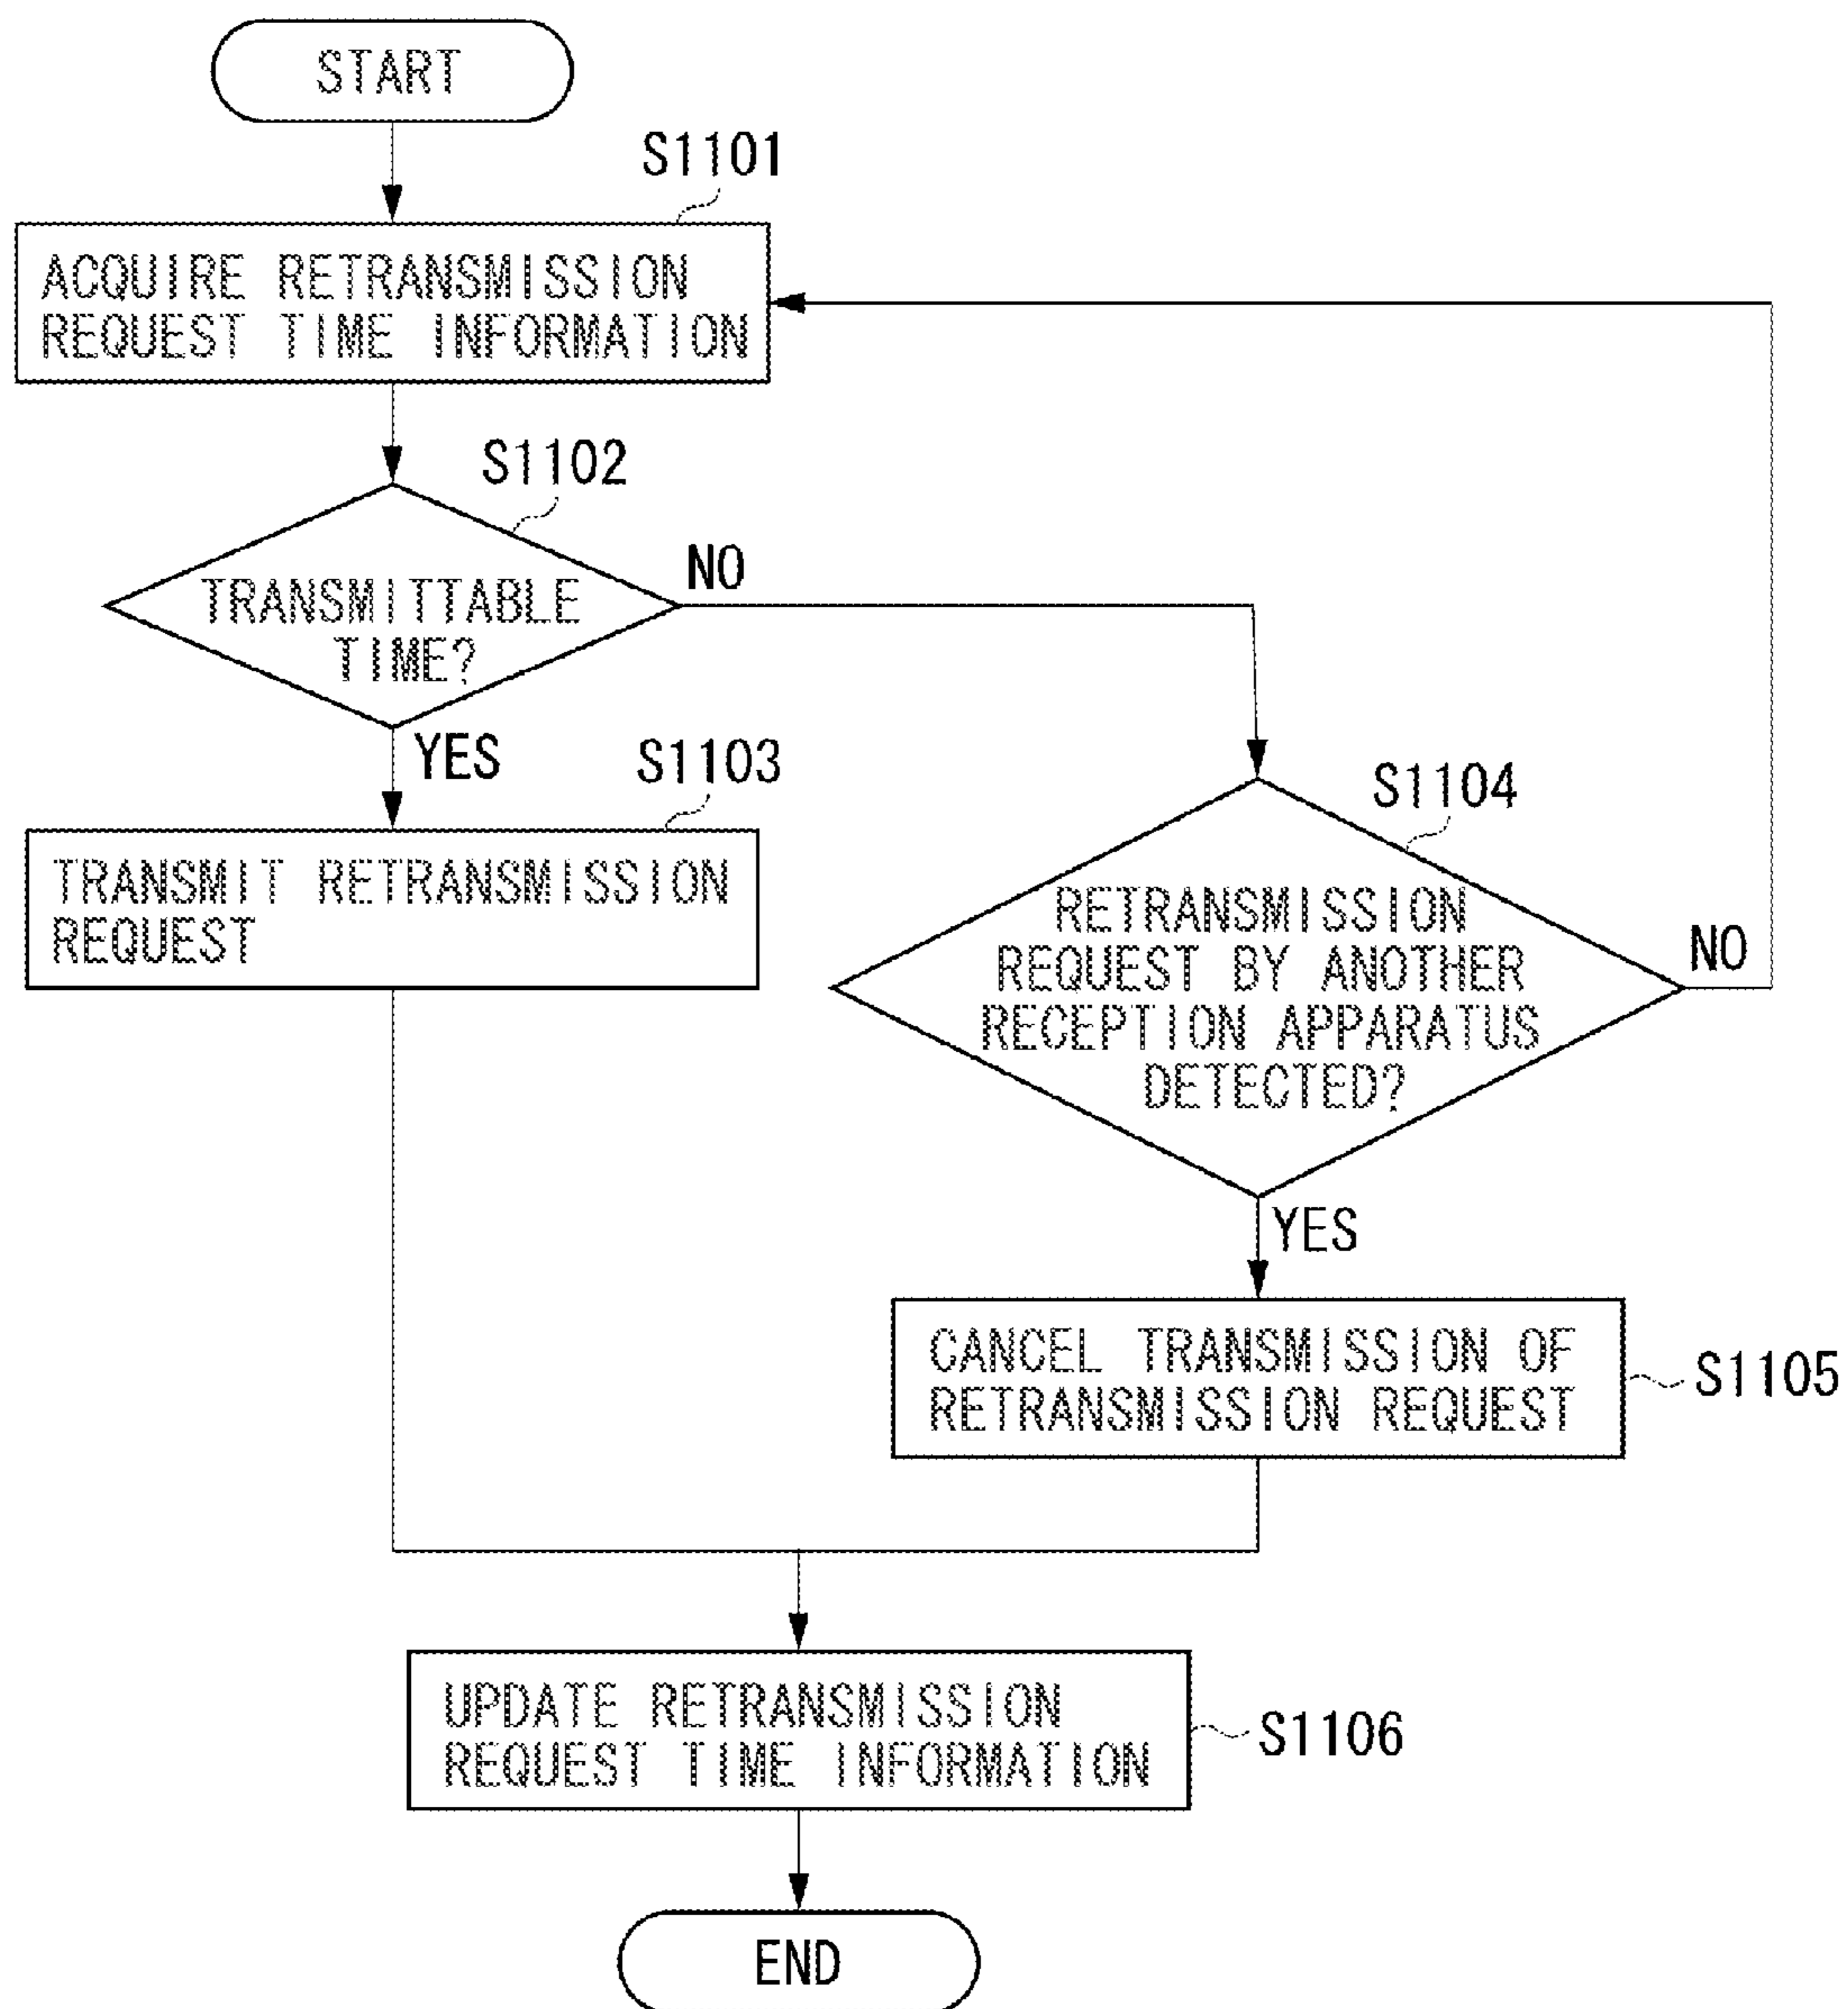 START
S1101
ACQUIRE RETRANSMISSION
REQUEST TIME INFORMATION
S1102
TRANSMITTABLE
TIME?
NO
YES
S1103
TRANSMIT RETRANSMISSION
REQUEST
S1104
RETRANSMISSION
REQUEST BY ANOTHER
RECEPTION APPARATUS
DETECTED?
NO
YES
CANCEL TRANSMISSION OF
RETRANSMISSION REQUEST
S1105
UPDATE RETRANSMISSION
REQUEST TIME INFORMATION
S1106
END